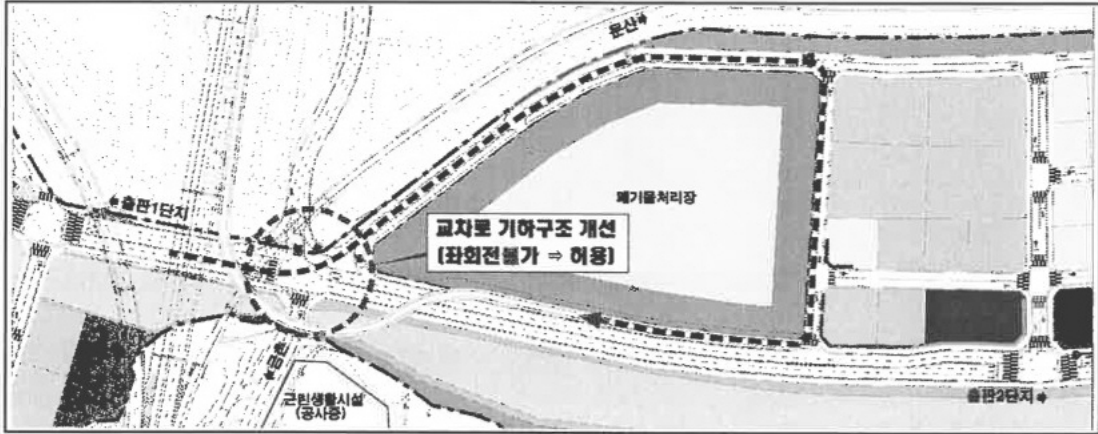 문산
출판1단지
폐기물처리장
교차로 기하구조 개선
(좌회전불가 ⇒ 허용)
금촌
근린생활시설
(공사중)
출판2단지